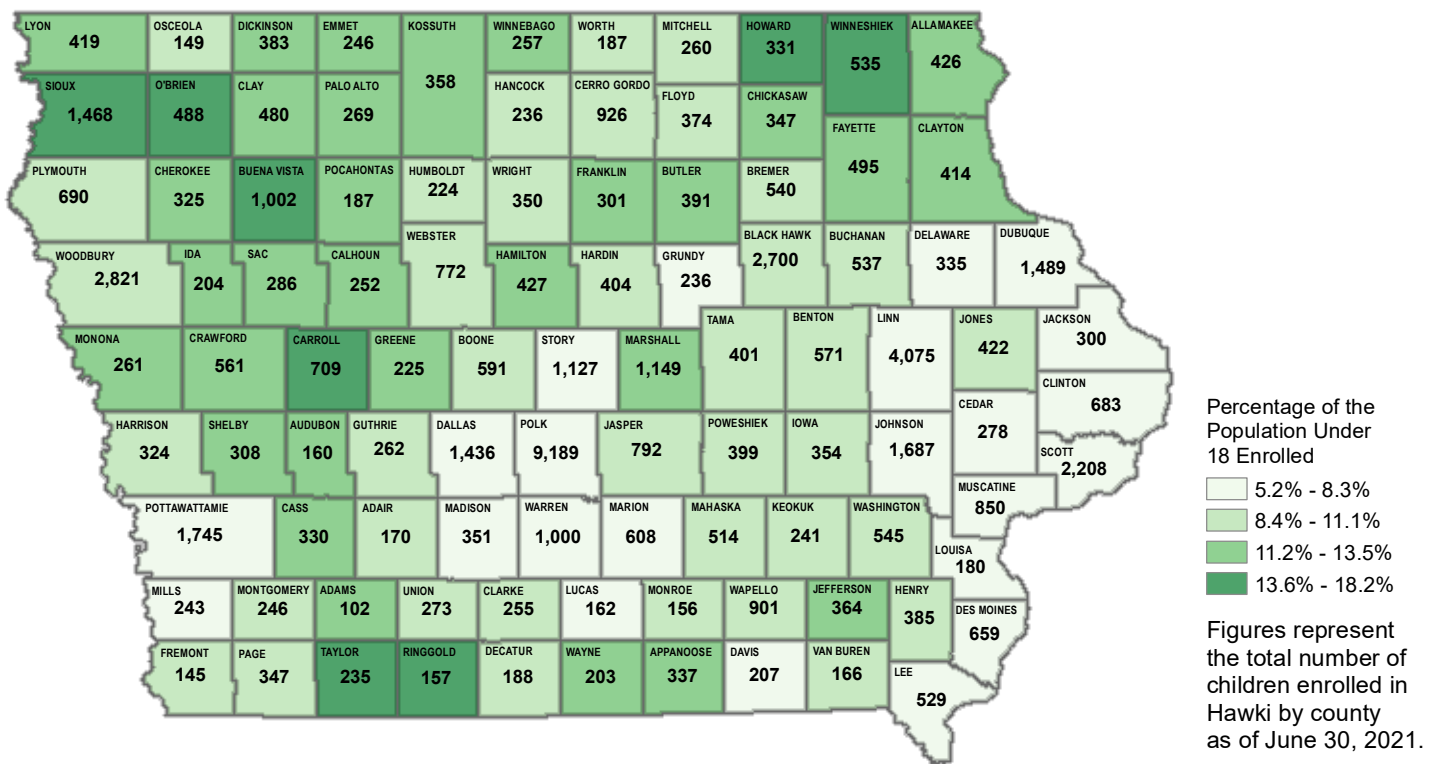 LYON
419
OSCEOLA
149
DICKINSON
383
EMMET
246
KOSSUTH
358
WINNEBAGO
257
WORTH
187
MITCHELL
260
HOWARD
331
WINNESHIEK
535
ALLAMAKEE
426
SIOUX
1,468
O'BRIEN
488
CLAY
480
PALO ALTO
269
HANCOCK
236
CERRO GORDO
926
FLOYD
374
CHICKASAW
347
FAYETTE
495
CLAYTON
414
PLYMOUTH
690
CHEROKEE
325
BUENA VISTA
1,002
POCAHONTAS
187
HUMBOLDT
224
WRIGHT
350
FRANKLIN
301
BUTLER
391
BREMER
540
WOODBURY
2,821
IDA
204
SAC
286
CALHOUN
252
WEBSTER
772
HAMILTON
427
HARDIN
404
GRUNDY
236
BLACK HAWK
2,700
BUCHANAN
537
DELAWARE
335
DUBUQUE
1,489
MONONA
261
CRAWFORD
561
CARROLL
709
GREENE
225
BOONE
591
STORY
1,127
MARSHALL
1,149
TAMA
401
BENTON
571
LINN
4,075
JONES
422
JACKSON
300
CLINTON
683
CEDAR
278
HARRISON
324
SHELBY
308
AUDUBON
160
GUTHRIE
262
DALLAS
1,436
POLK
9,189
JASPER
792
POWESHIEK
399
IOWA
354
JOHNSON
1,687
SCOTT
2,208
MUSCATINE
850
POTTAWATTAMIE
1,745
CASS
330
ADAIR
170
MADISON
351
WARREN
1,000
MARION
608
MAHASKA
514
KEOKUK
241
WASHINGTON
545
LOUISA
180
MILLS
243
MONTGOMERY
246
ADAMS
102
UNION
273
CLARKE
255
LUCAS
162
MONROE
156
WAPELLO
901
JEFFERSON
364
HENRY
385
DES MOINES
659
FREMONT
145
PAGE
347
TAYLOR
235
RINGGOLD
157
DECATUR
188
WAYNE
203
APPANOOSE
337
DAVIS
207
VAN BUREN
166
LEE
529
Percentage of the
Population Under
18 Enrolled
5.2% - 8.3%
8.4% - 11.1%
11.2% - 13.5%
13.6% - 18.2%
Figures represent
the total number of
children enrolled in
Hawki by county
as of June 30, 2021.